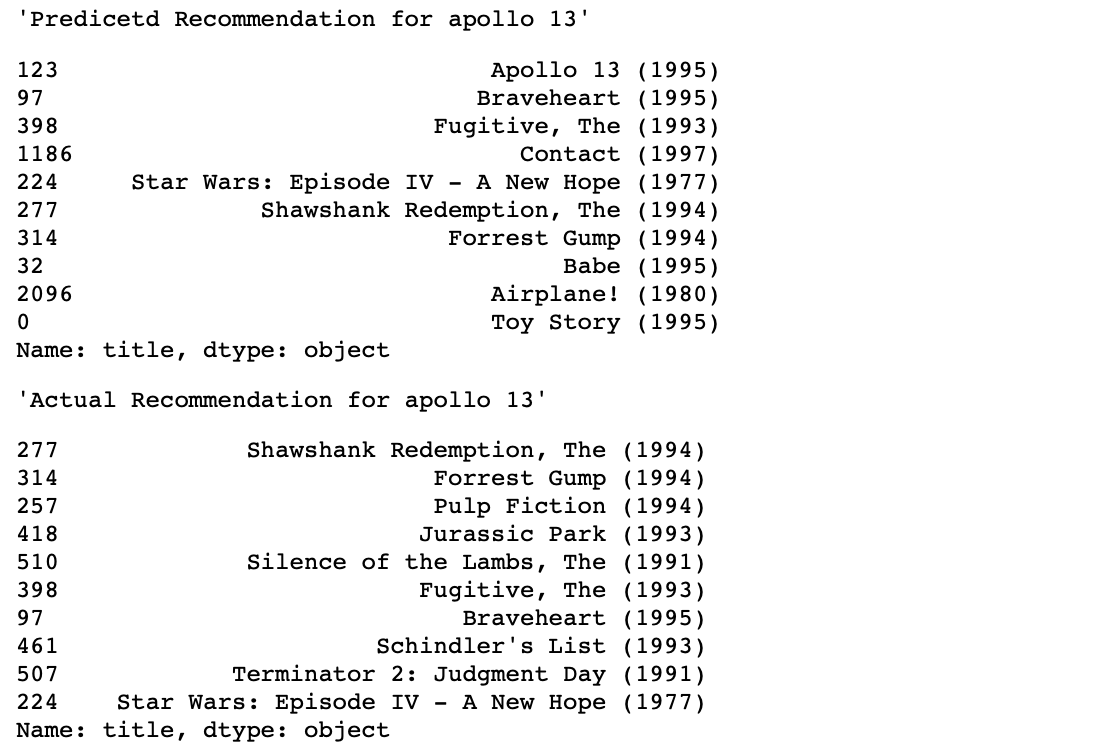 'Predicetd Recommendation for apollo 13'
123 Apollo 13 (1995)
97 Braveheart (1995)
398 Fugitive, The (1993)
1186 Contact (1997)
224 Star Wars: Episode IV - A New Hope (1977)
277 Shawshank Redemption, The (1994)
314 Forrest Gump (1994)
32 Babe (1995)
2096 Airplane! (1980)
0 Toy Story (1995)
Name: title, dtype: object
'Actual Recommendation for apollo 13'
277 Shawshank Redemption, The (1994)
314 Forrest Gump (1994)
257 Pulp Fiction (1994)
418 Jurassic Park (1993)
510 Silence of the Lambs, The (1991)
398 Fugitive, The (1993)
97 Braveheart (1995)
461 Schindler's List (1993)
507 Terminator 2: Judgment Day (1991)
224 Star Wars: Episode IV - A New Hope (1977)
Name: title, dtype: object